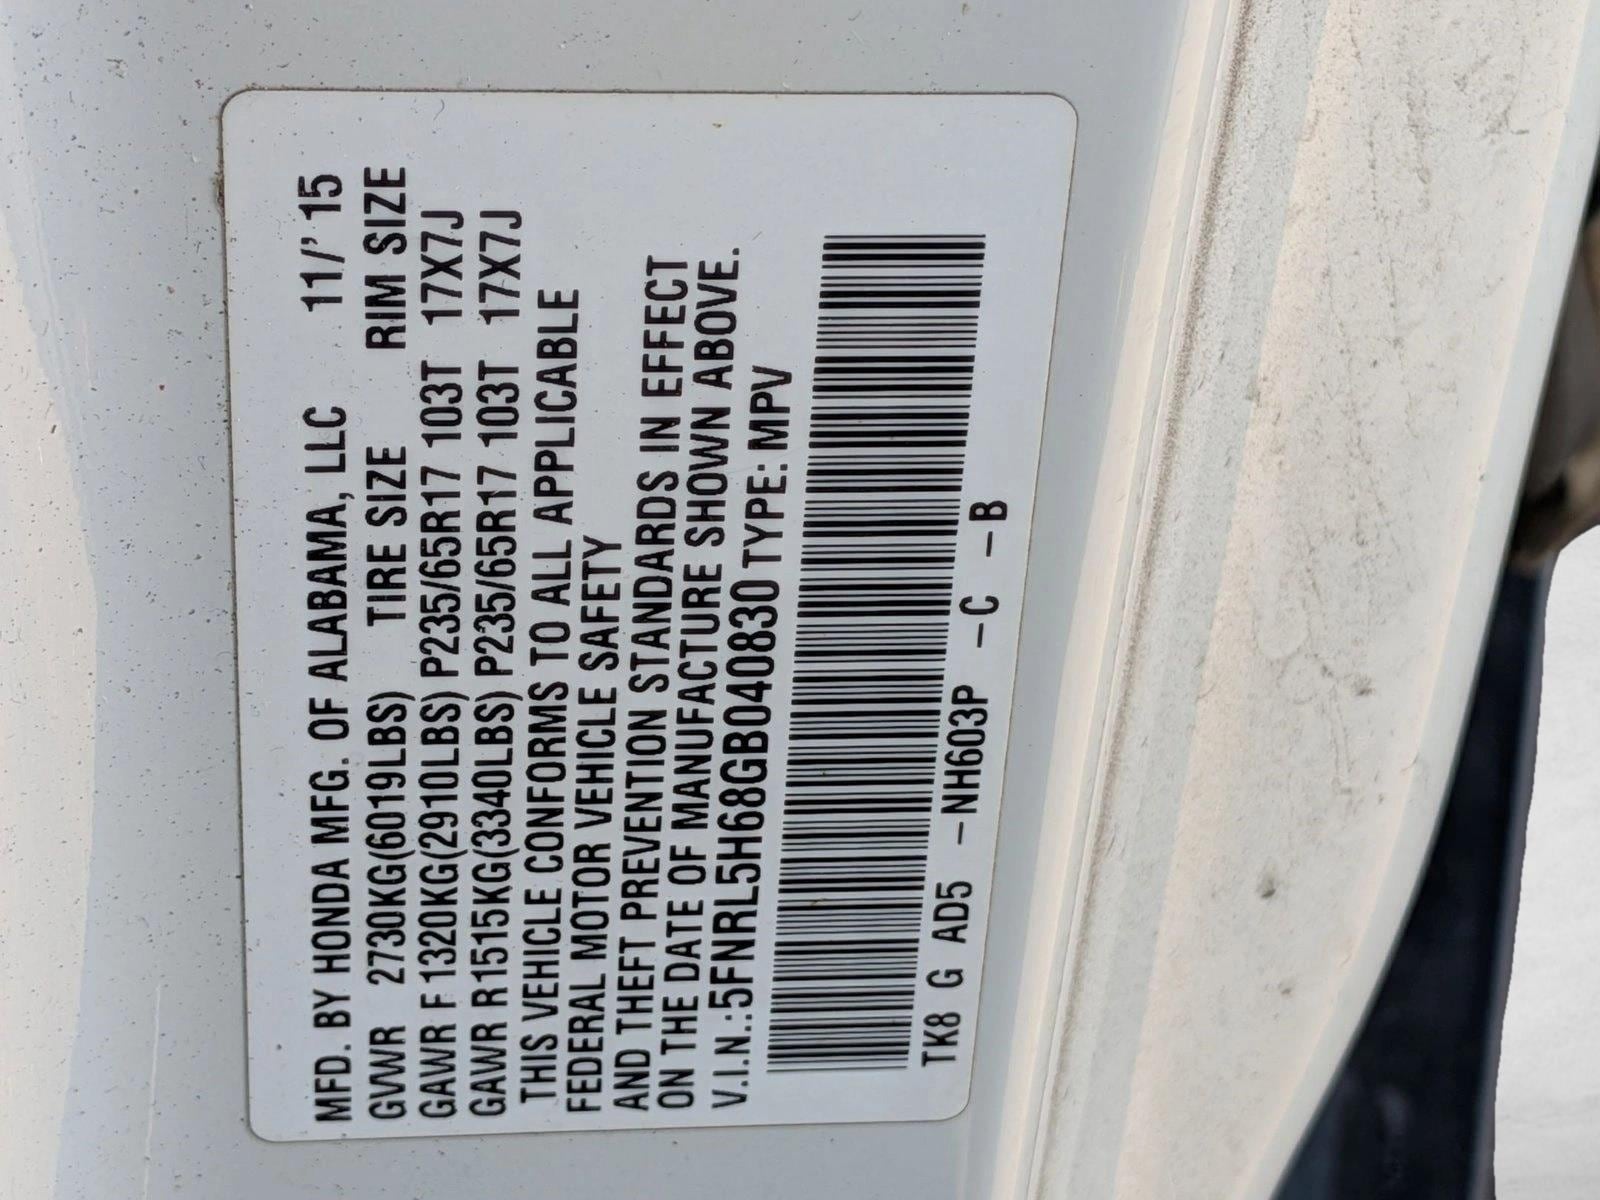 MFD. BY HONDA MFG. OF ALABAMA, LLC 11/'15
GVWR 2730KG(6019LBS) TIRE SIZE RIM SIZE
GAWR F 1320KG(2910LBS) P235/65R17 103T 17X7J
GAWR R 1515KG(3340LBS) P235/65R17 103T 17X7J
THIS VEHICLE CONFORMS TO ALL APPLICABLE
FEDERAL MOTOR VEHICLE SAFETY
AND THEFT PREVENTION STANDARDS IN EFFECT
ON THE DATE OF MANUFACTURE SHOWN ABOVE.
V.I.N.:5FNRL5H68GB040830 TYPE: MPV
TK8 G AD5 -NH603P -C -B